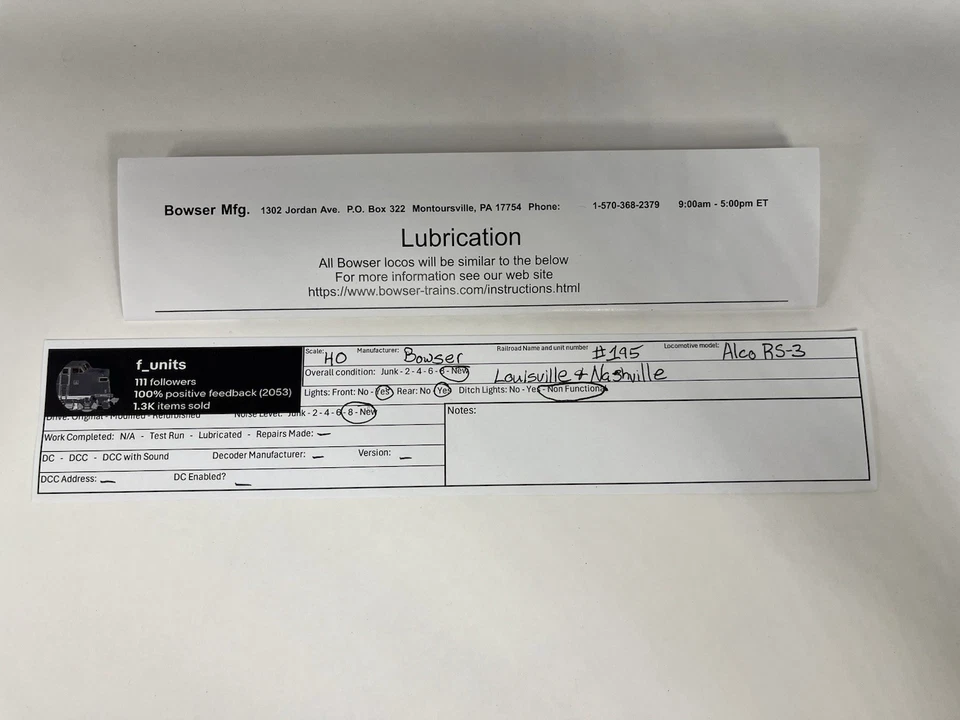 Bowser Mfg. 1302 Jordan Ave. P.O. Box 322 Montoursville, PA 17754 Phone: 1-570-368-2379 9:00am - 5:00pm ET
Lubrication
All Bowser locos will be similar to the below
For more information see our web site
https://www.bowser-trains.com/instructions.html
f_units
111 followers
100% positive feedback (2053)
1.3K items sold
Scale: HO Manufacturer: Bowser Railroad Name and unit number #195 Locomotive model: Alco RS-3
Overall condition: Junk - 2 - 4 - 6 - 8 - New Louisville & Nashville
Lights: Front: No - Yes Rear: No Yes Ditch Lights: No - Yes - Non Functional
Drive: Original - Modified - Refurbished Noise Level: Junk - 2 - 4 - 6 - 8 - New
Notes:
Work Completed: N/A - Test Run - Lubricated - Repairs Made: —
DC - DCC - DCC with Sound Decoder Manufacturer: — Version: —
DCC Address: — DC Enabled? —